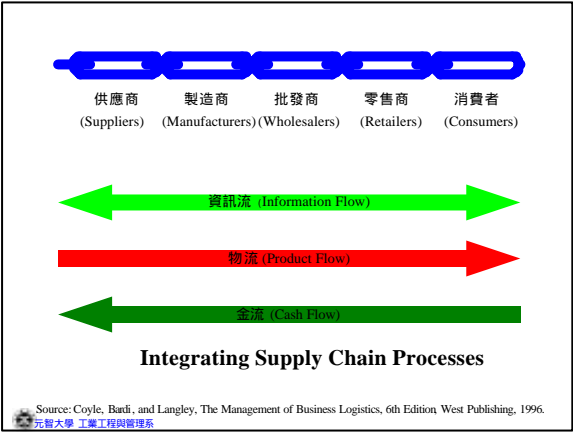 供應商 製造商 批發商 零售商 消費者
(Suppliers) (Manufacturers) (Wholesalers) (Retailers) (Consumers)
資訊流 (Information Flow)
物流 (Product Flow)
金流 (Cash Flow)
Integrating Supply Chain Processes
Source: Coyle, Bardi, and Langley, The Management of Business Logistics, 6th Edition, West Publishing, 1996.
元智大學 工業工程與管理系